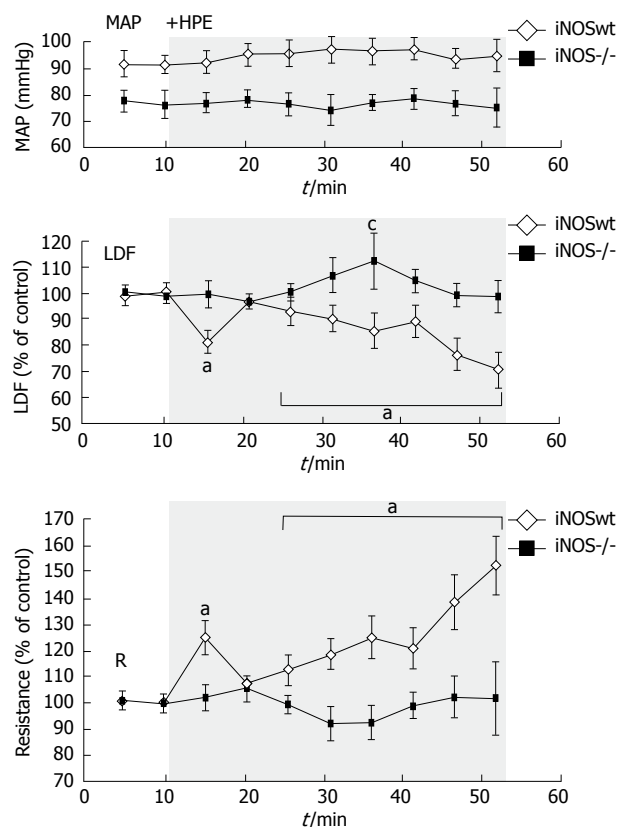 MAP +HPE
iNOSwt
iNOS-/-
MAP (mmHg)
100
90
80
70
60
0 10 20 30 40 50 60
t/min
LDF
c
iNOSwt
iNOS-/-
LDF (% of control)
120
110
100
90
80
70
60
50
a
a
0 10 20 30 40 50 60
t/min
R
a
a
iNOSwt
iNOS-/-
Resistance (% of control)
170
160
150
140
130
120
110
100
90
80
70
0 10 20 30 40 50 60
t/min